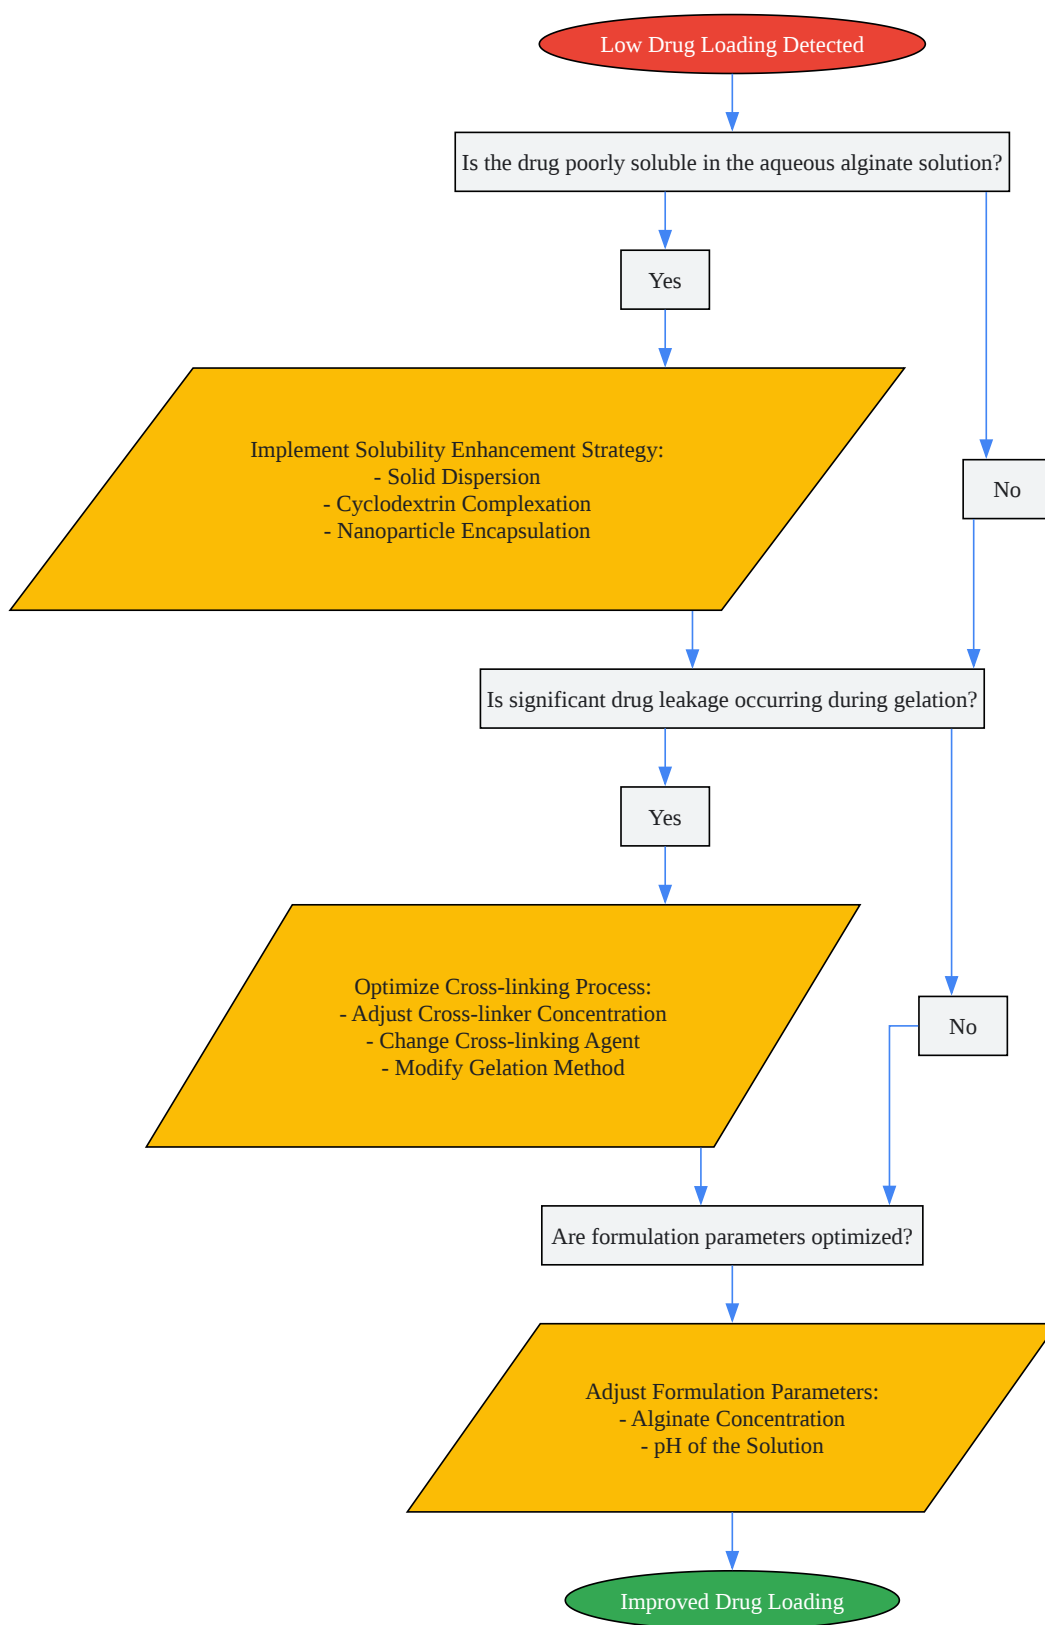 Low Drug Loading Detected
Is the drug poorly soluble in the aqueous alginate solution?
Yes
Implement Solubility Enhancement Strategy:
- Solid Dispersion
- Cyclodextrin Complexation
- Nanoparticle Encapsulation
No
Is significant drug leakage occurring during gelation?
Yes
Optimize Cross-linking Process:
- Adjust Cross-linker Concentration
- Change Cross-linking Agent
- Modify Gelation Method
No
Are formulation parameters optimized?
Adjust Formulation Parameters:
- Alginate Concentration
- pH of the Solution
Improved Drug Loading